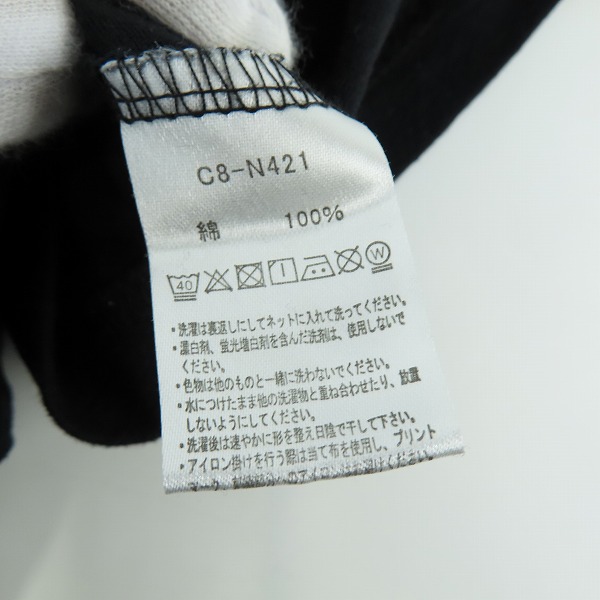 C8-N421
綿 100%
40 W
・洗濯は裏返しにしてネットに入れて洗ってください。
・漂白剤、蛍光増白剤を含んだ洗剤は、使用しないで
ください。
・色物は他のものと一緒に洗わないでください。
・水につけたまま他の洗濯物と重ね合わせたり、放置
しないようにしてください。
・洗濯後は速やかに形を整え日陰で干して下さい。
・アイロン掛けを行う際は当て布を使用し、プリント